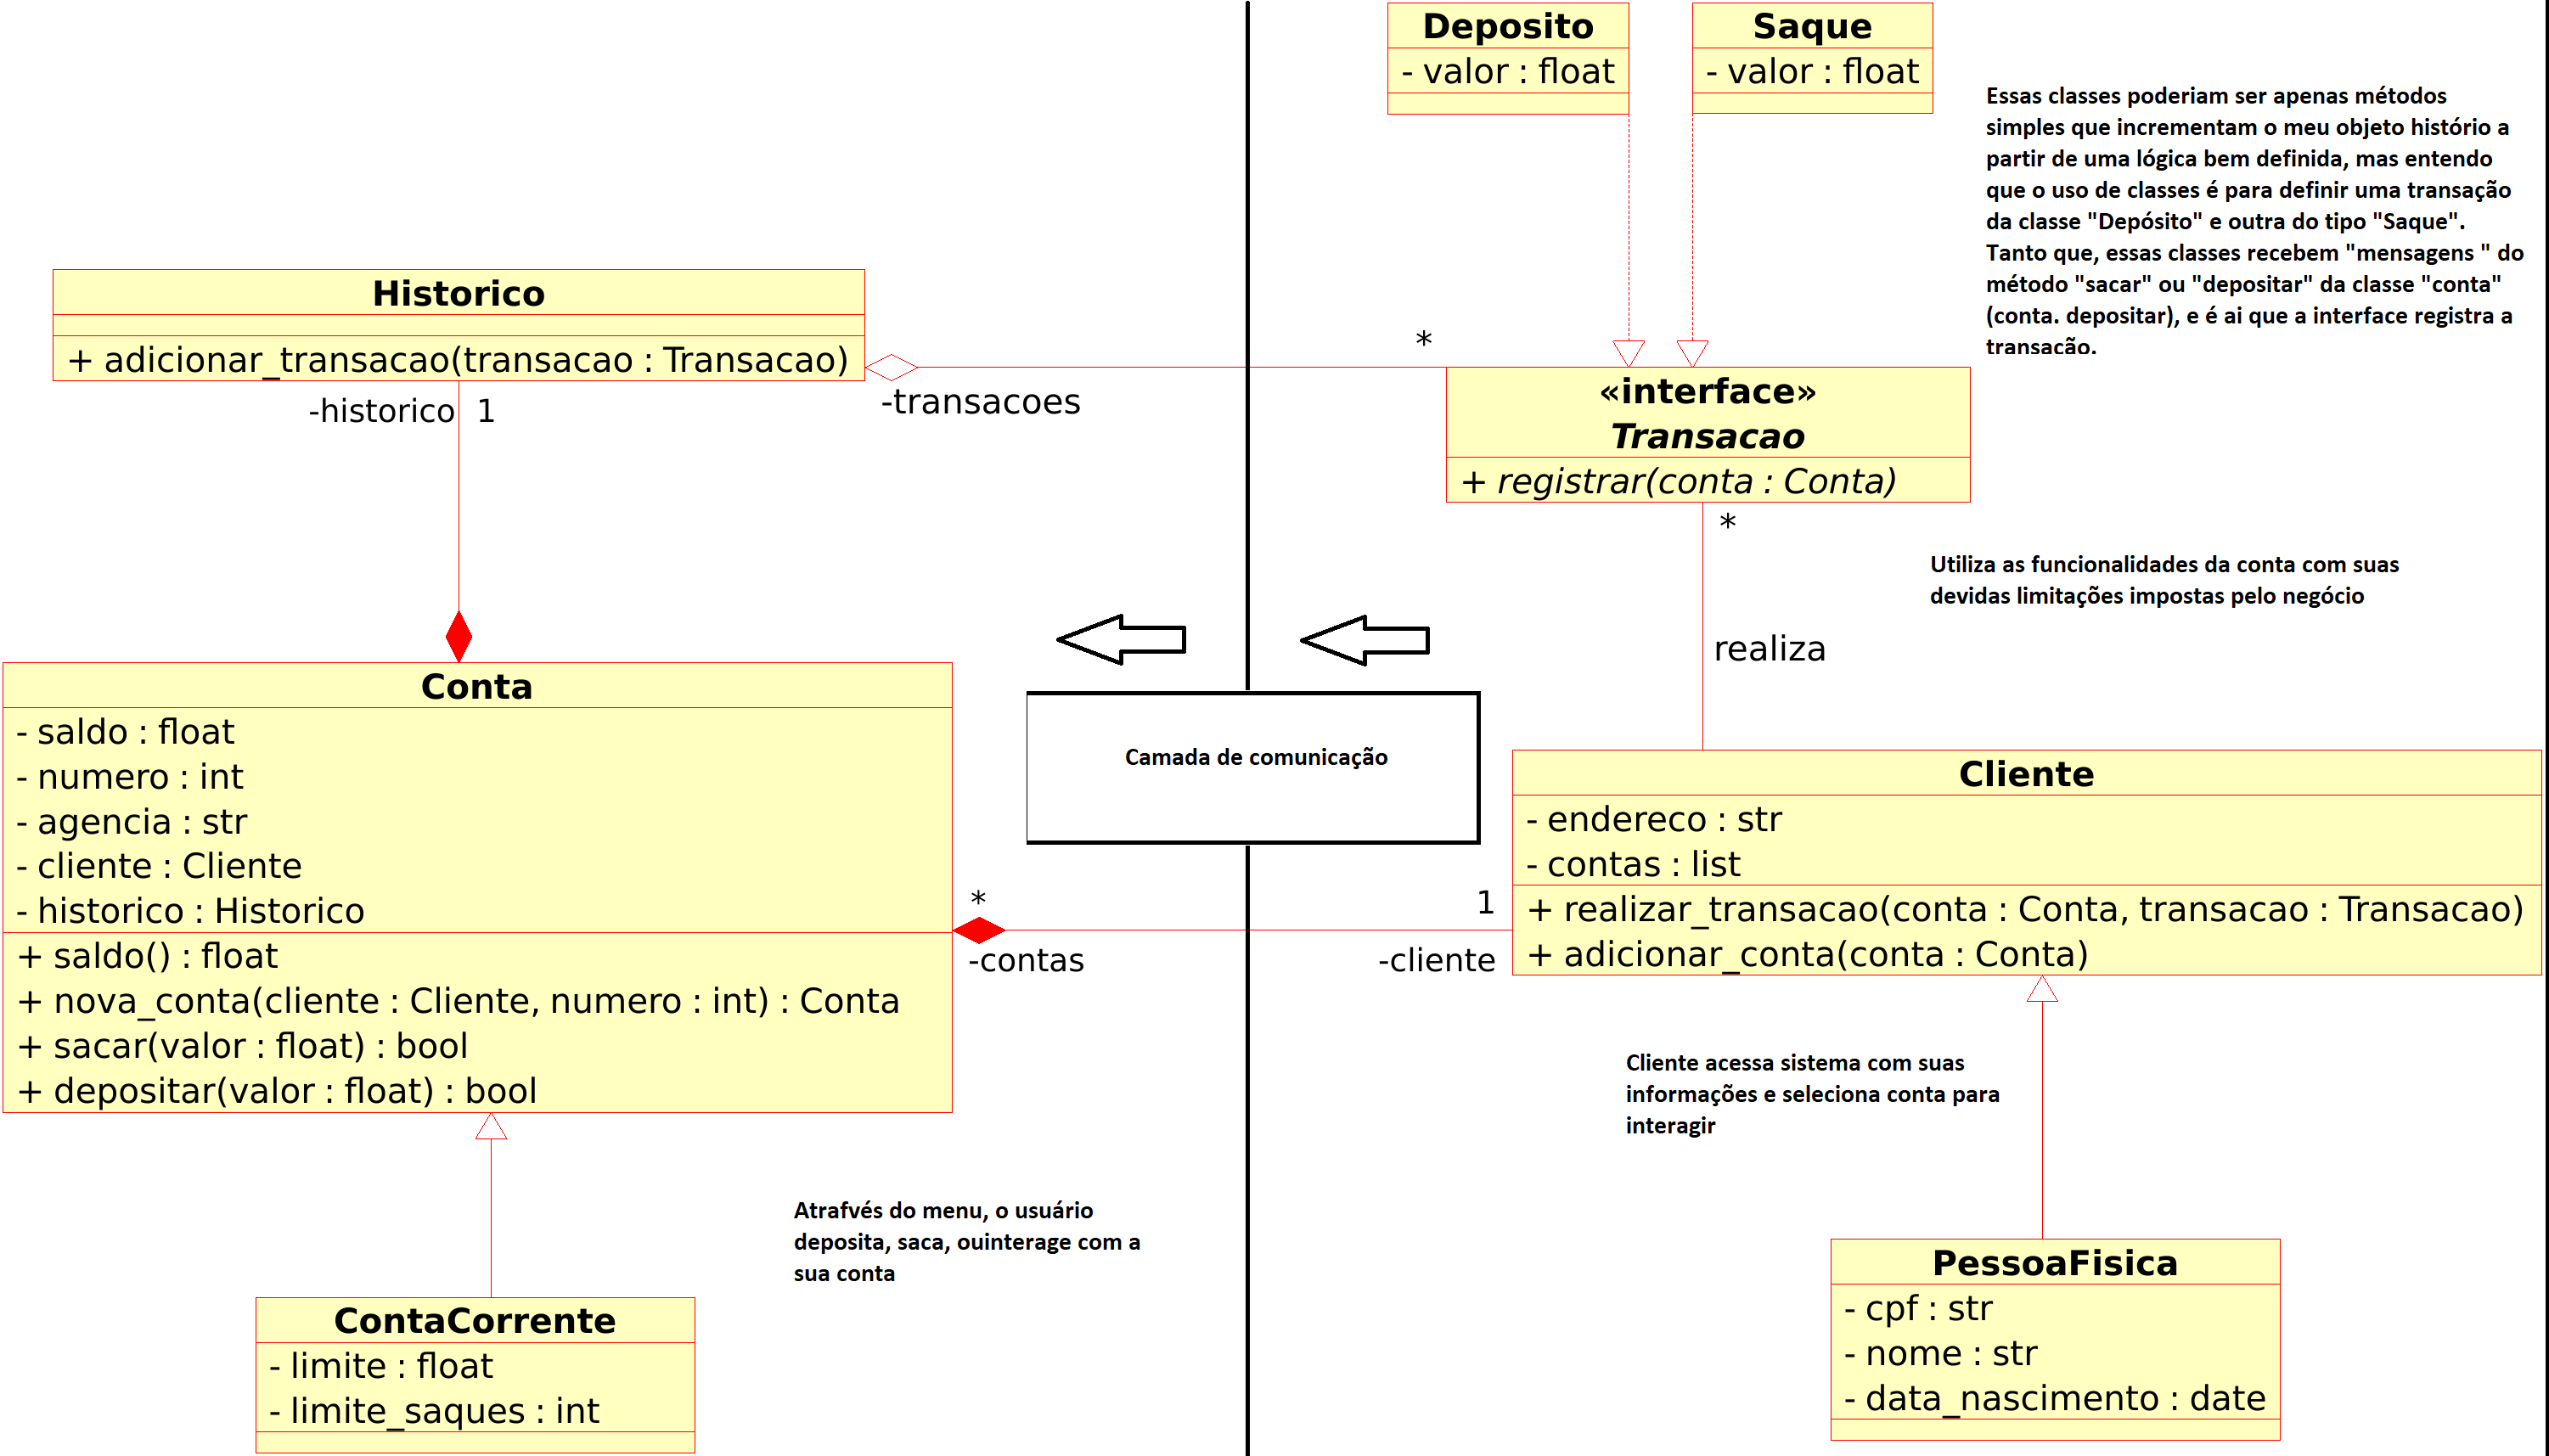 Deposito
- valor : float
Saque
- valor : float
Essas classes poderiam ser apenas métodos
simples que incrementam o meu objeto histório a
partir de uma lógica bem definida, mas entendo
que o uso de classes é para definir uma transação
da classe "Depósito" e outra do tipo "Saque".
Tanto que, essas classes recebem "mensagens " do
método "sacar" ou "depositar" da classe "conta"
(conta. depositar), e é ai que a interface registra a
transação.
Historico
+ adicionar_transacao(transacao : Transacao)
-historico 1
-transacoes
*
«interface»
Transacao
+ registrar(conta : Conta)
*
Utiliza as funcionalidades da conta com suas
devidas limitações impostas pelo negócio
realiza
Camada de comunicação
Conta
- saldo : float
- numero : int
- agencia : str
- cliente : Cliente
- historico : Historico
+ saldo() : float
+ nova_conta(cliente : Cliente, numero : int) : Conta
+ sacar(valor : float) : bool
+ depositar(valor : float) : bool
*
-contas
1
-cliente
Cliente
- endereco : str
- contas : list
+ realizar_transacao(conta : Conta, transacao : Transacao)
+ adicionar_conta(conta : Conta)
Cliente acessa sistema com suas
informações e seleciona conta para
interagir
Atrafvés do menu, o usuário
deposita, saca, ouinterage com a
sua conta
ContaCorrente
- limite : float
- limite_saques : int
PessoaFisica
- cpf : str
- nome : str
- data_nascimento : date